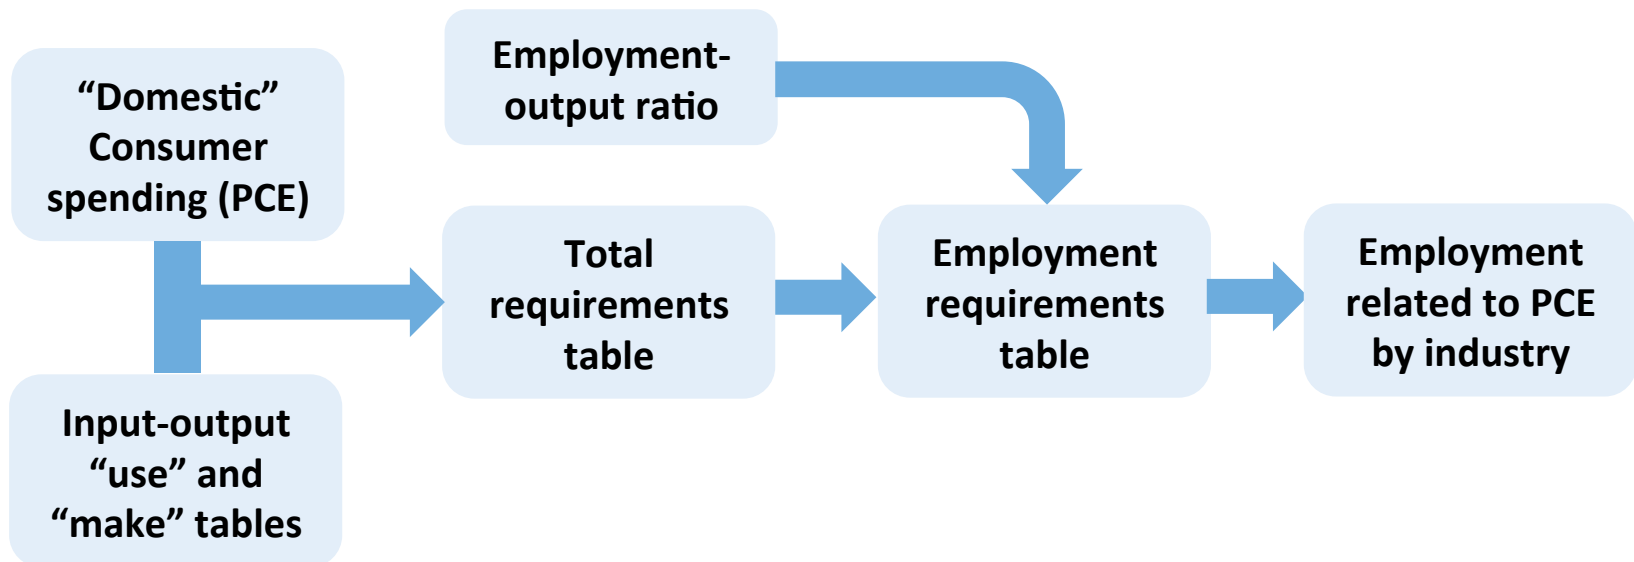 “Domestic”
Consumer
spending (PCE)
Input-output
“use” and
“make” tables
Employment-
output ratio
Total
requirements
table
Employment
requirements
table
Employment
related to PCE
by industry